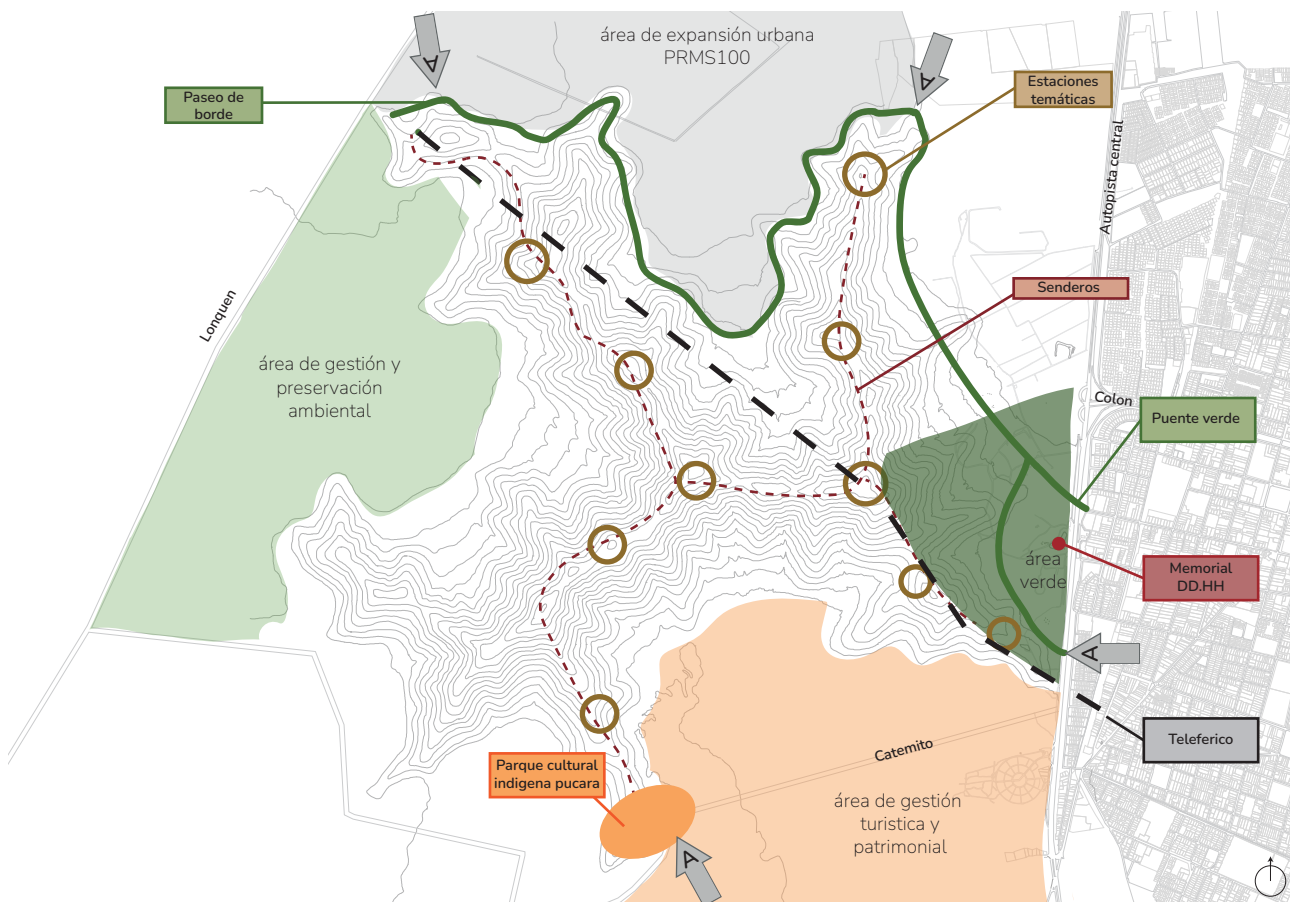 área de expansión urbana
PRMS100
A
A
Paseo de
borde
Estaciones
temáticas
Autopista central
Lonquen
Senderos
área de gestión y
preservación
ambiental
Colon
Puente verde
área
verde
Memorial
DD.HH
A
Teleferico
Catemito
Parque cultural
indigena pucara
área de gestión
turistica y
patrimonial
A